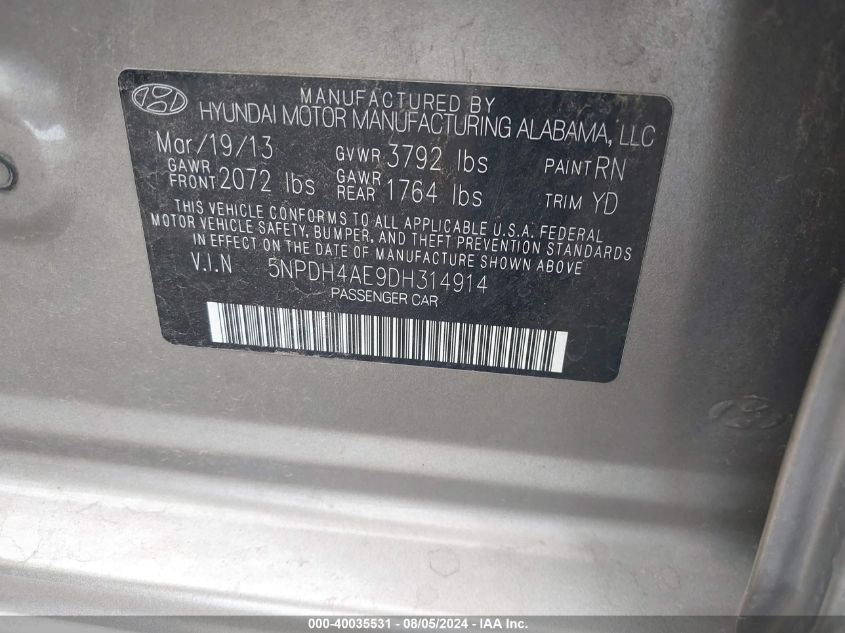 MANUFACTURED BY
HYUNDAI MOTOR MANUFACTURING ALABAMA, LLC
Mar/19/13 GVWR 3792 lbs PAINT RN
GAWR FRONT 2072 lbs GAWR REAR 1764 lbs TRIM YD
THIS VEHICLE CONFORMS TO ALL APPLICABLE U.S.A. FEDERAL
MOTOR VEHICLE SAFETY, BUMPER, AND THEFT PREVENTION STANDARDS
IN EFFECT ON THE DATE OF MANUFACTURE SHOWN ABOVE.
V.I.N 5NPDH4AE9DH314914
PASSENGER CAR
000-40035531 - 08/05/2024 - IAA Inc.